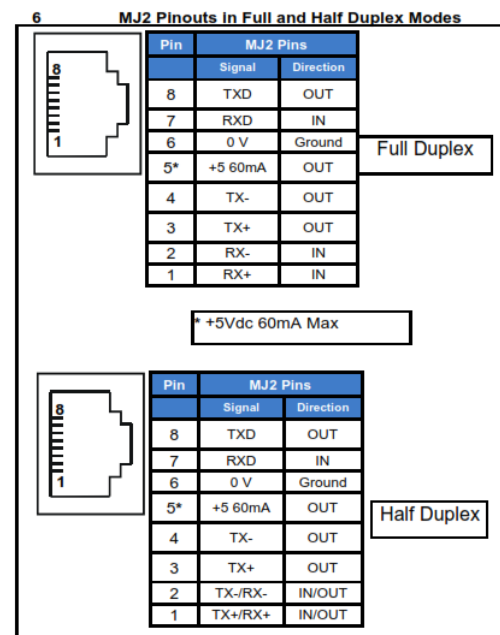 6 MJ2 Pinouts in Full and Half Duplex Modes
8
1
Pin MJ2 Pins
Signal Direction
8 TXD OUT
7 RXD IN
6 0 V Ground
5* +5 60mA OUT
4 TX- OUT
3 TX+ OUT
2 RX- IN
1 RX+ IN
Full Duplex
* +5Vdc 60mA Max
8
1
Pin MJ2 Pins
Signal Direction
8 TXD OUT
7 RXD IN
6 0 V Ground
5* +5 60mA OUT
4 TX- OUT
3 TX+ OUT
2 TX-/RX- IN/OUT
1 TX+/RX+ IN/OUT
Half Duplex